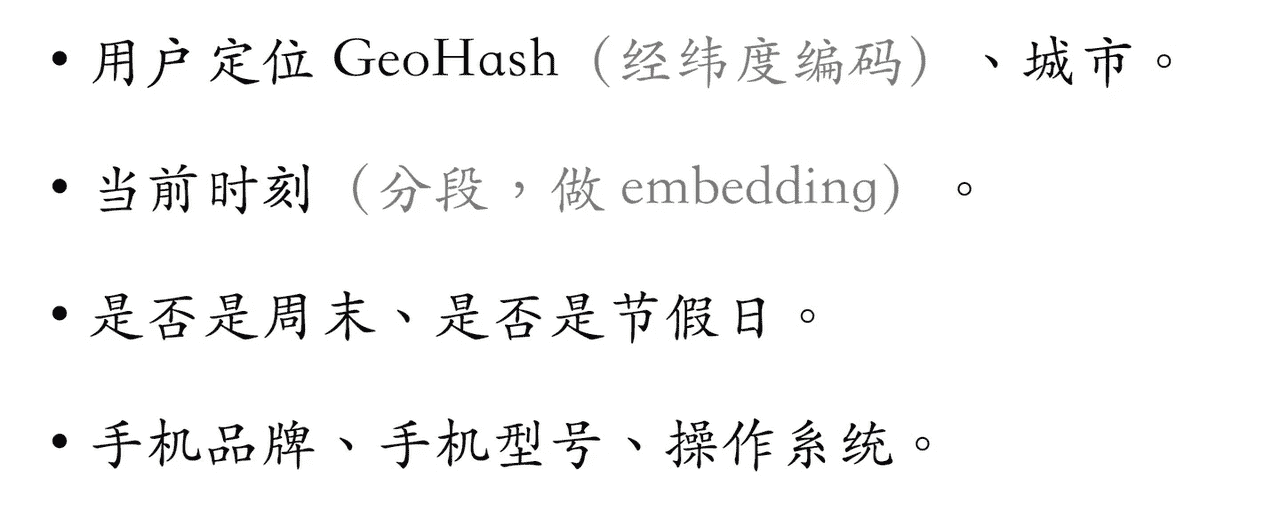 • 用户定位 GeoHash（经纬度编码）、城市。
• 当前时刻（分段，做 embedding）。
• 是否是周末、是否是节假日。
• 手机品牌、手机型号、操作系统。